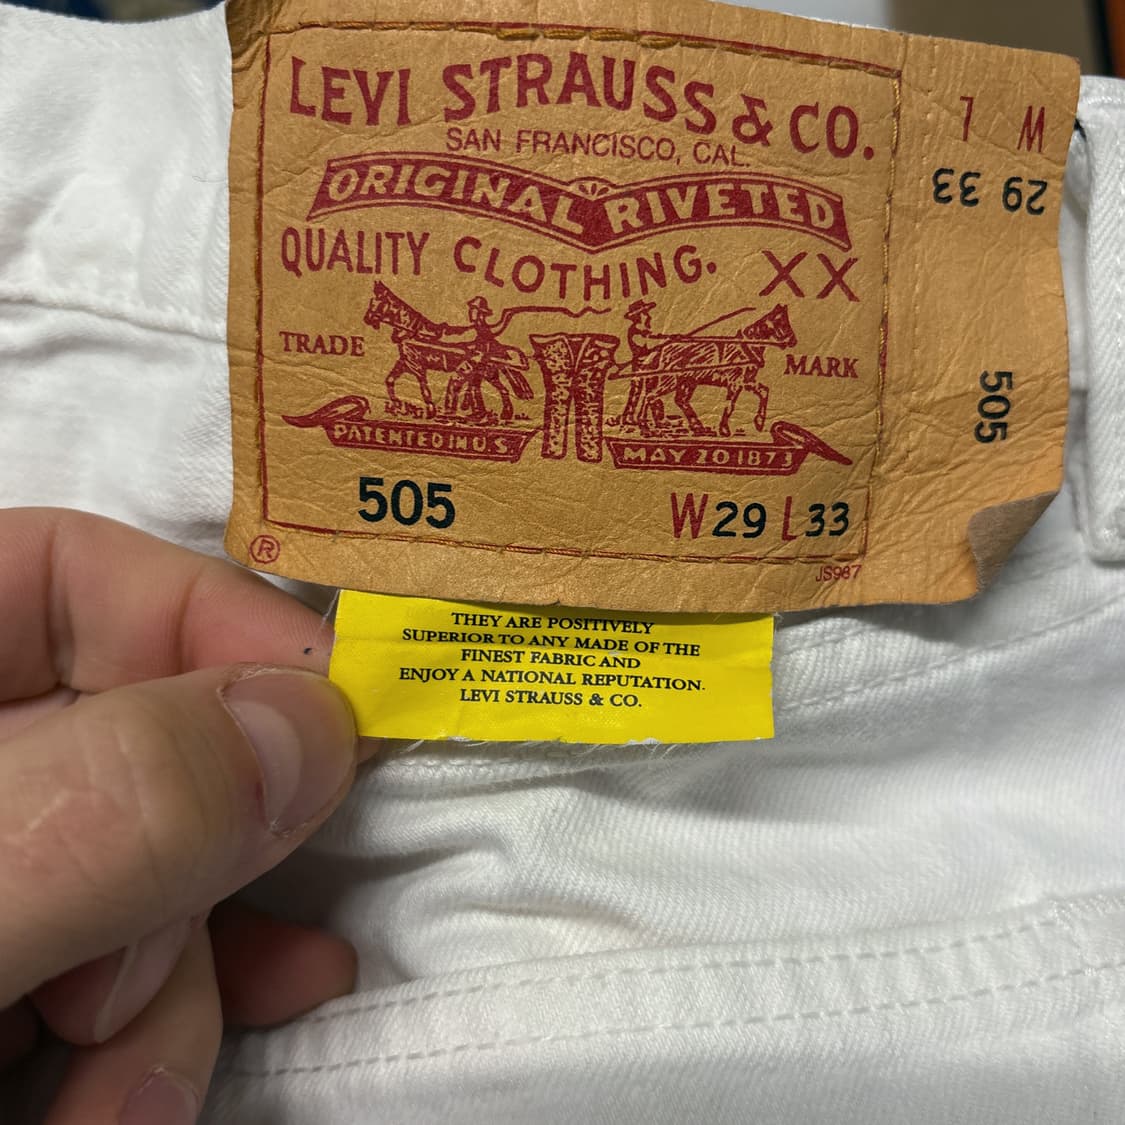 LEVI STRAUSS & CO.
SAN FRANCISCO, CAL.
ORIGINAL RIVETED
QUALITY CLOTHING. XX
TRADE MARK
PATENTED IN U.S MAY 20 1873
505 W29 L33
®
JS987
W L
29 33
505
THEY ARE POSITIVELY
SUPERIOR TO ANY MADE OF THE
FINEST FABRIC AND
ENJOY A NATIONAL REPUTATION.
LEVI STRAUSS & CO.